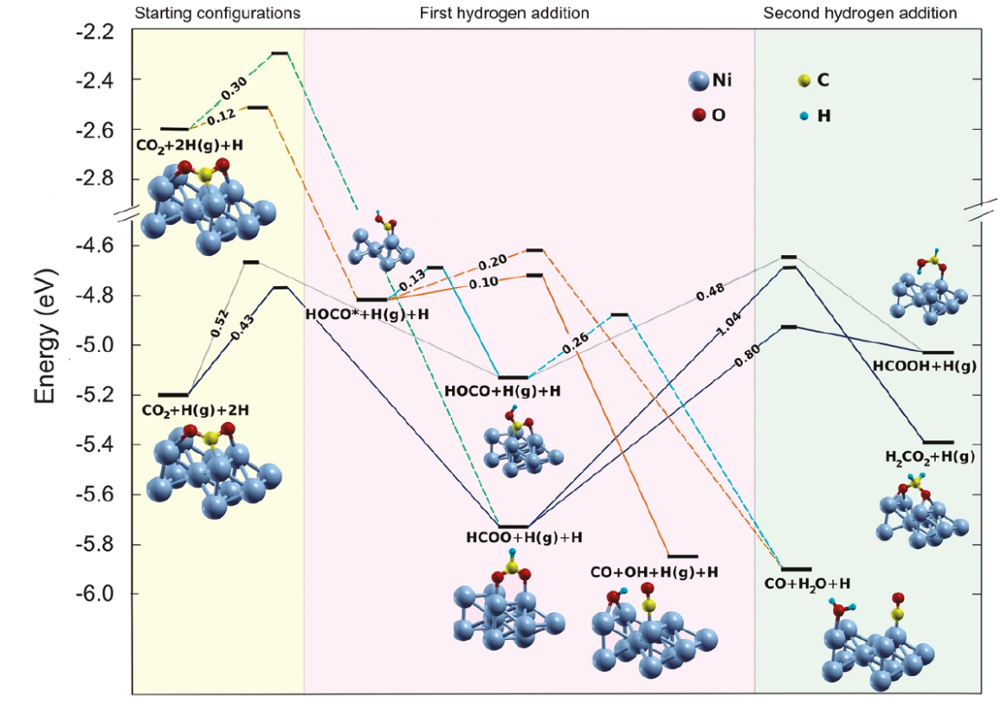 Starting configurations
First hydrogen addition
Second hydrogen addition
Energy (eV)
-2.2
-2.4
-2.6
-2.8
-4.6
-4.8
-5.0
-5.2
-5.4
-5.6
-5.8
-6.0
Ni
C
O
H
0.30
0.12
CO₂+2H(g)+H
0.52
0.43
CO₂+H(g)+2H
HOCO*+H(g)+H
0.13
0.20
0.10
HOCO+H(g)+H
0.26
0.48
1.04
0.80
HCOO+H(g)+H
CO+OH+H(g)+H
HCOOH+H(g)
H₂CO₂+H(g)
CO+H₂O+H